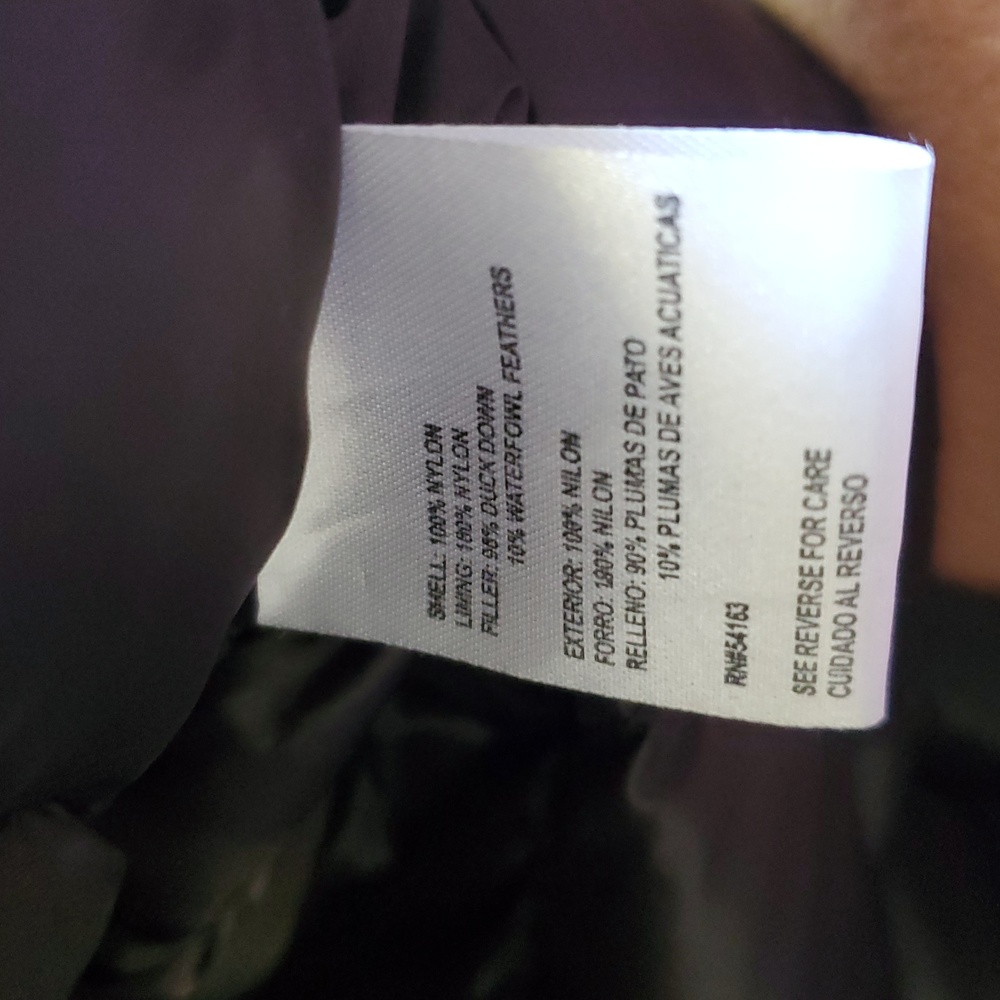 SHELL: 100% NYLON
LINING: 100% NYLON
FILLER: 90% DUCK DOWN
10% WATERFOWL FEATHERS
EXTERIOR: 100% NILON
FORRO: 100% NILON
RELLENO: 90% PLUMAS DE PATO
10% PLUMAS DE AVES ACUATICAS
RN#54163
SEE REVERSE FOR CARE
CUIDADO AL REVERSO